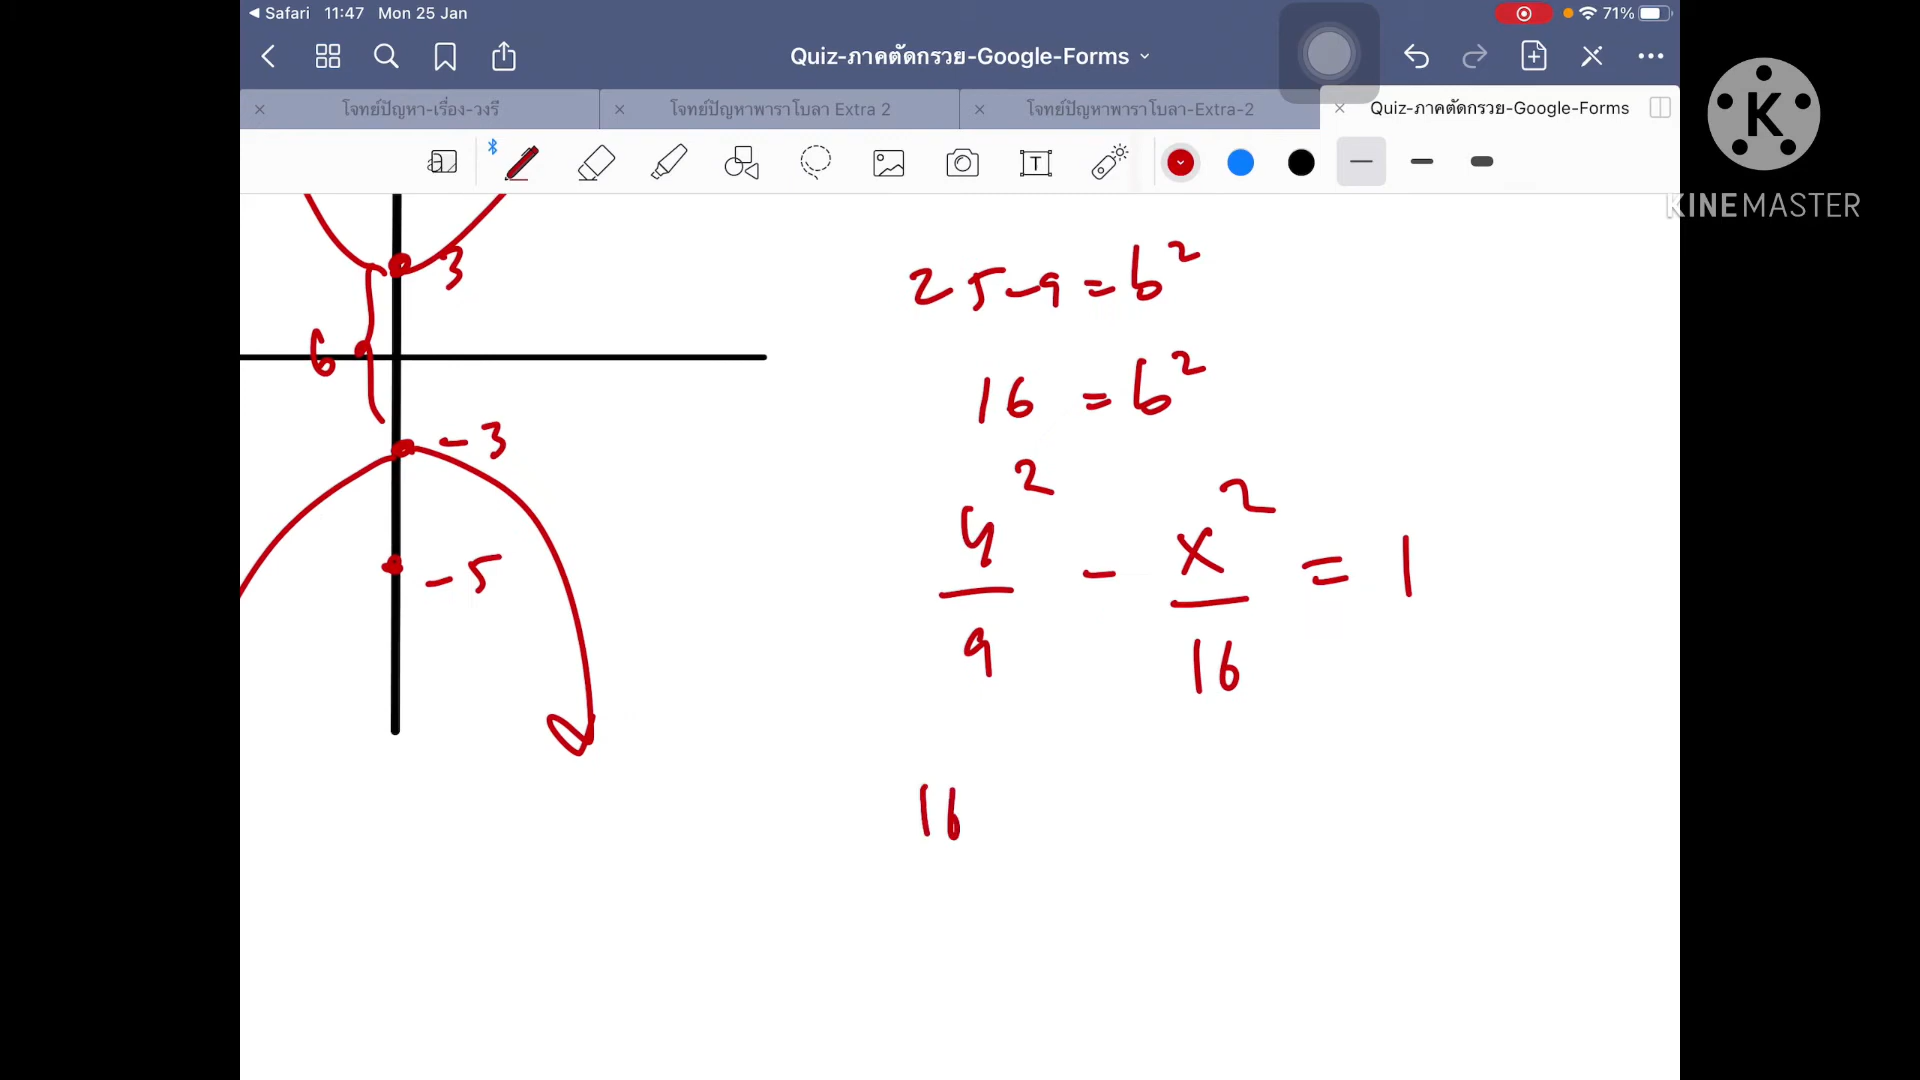 Safari 11:47 Mon 25 Jan 71%
Quiz-ภาคตัดกรวย-Google-Forms
โจทย์ปัญหา-เรื่อง-วงรี
โจทย์ปัญหาพาราโบลา Extra 2
โจทย์ปัญหาพาราโบลา-Extra-2
Quiz-ภาคตัดกรวย-Google-Forms
K
KINEMASTER
3
6
-3
-5
25-9=b²
16 = b²
y²/9 - x²/16 = 1
16